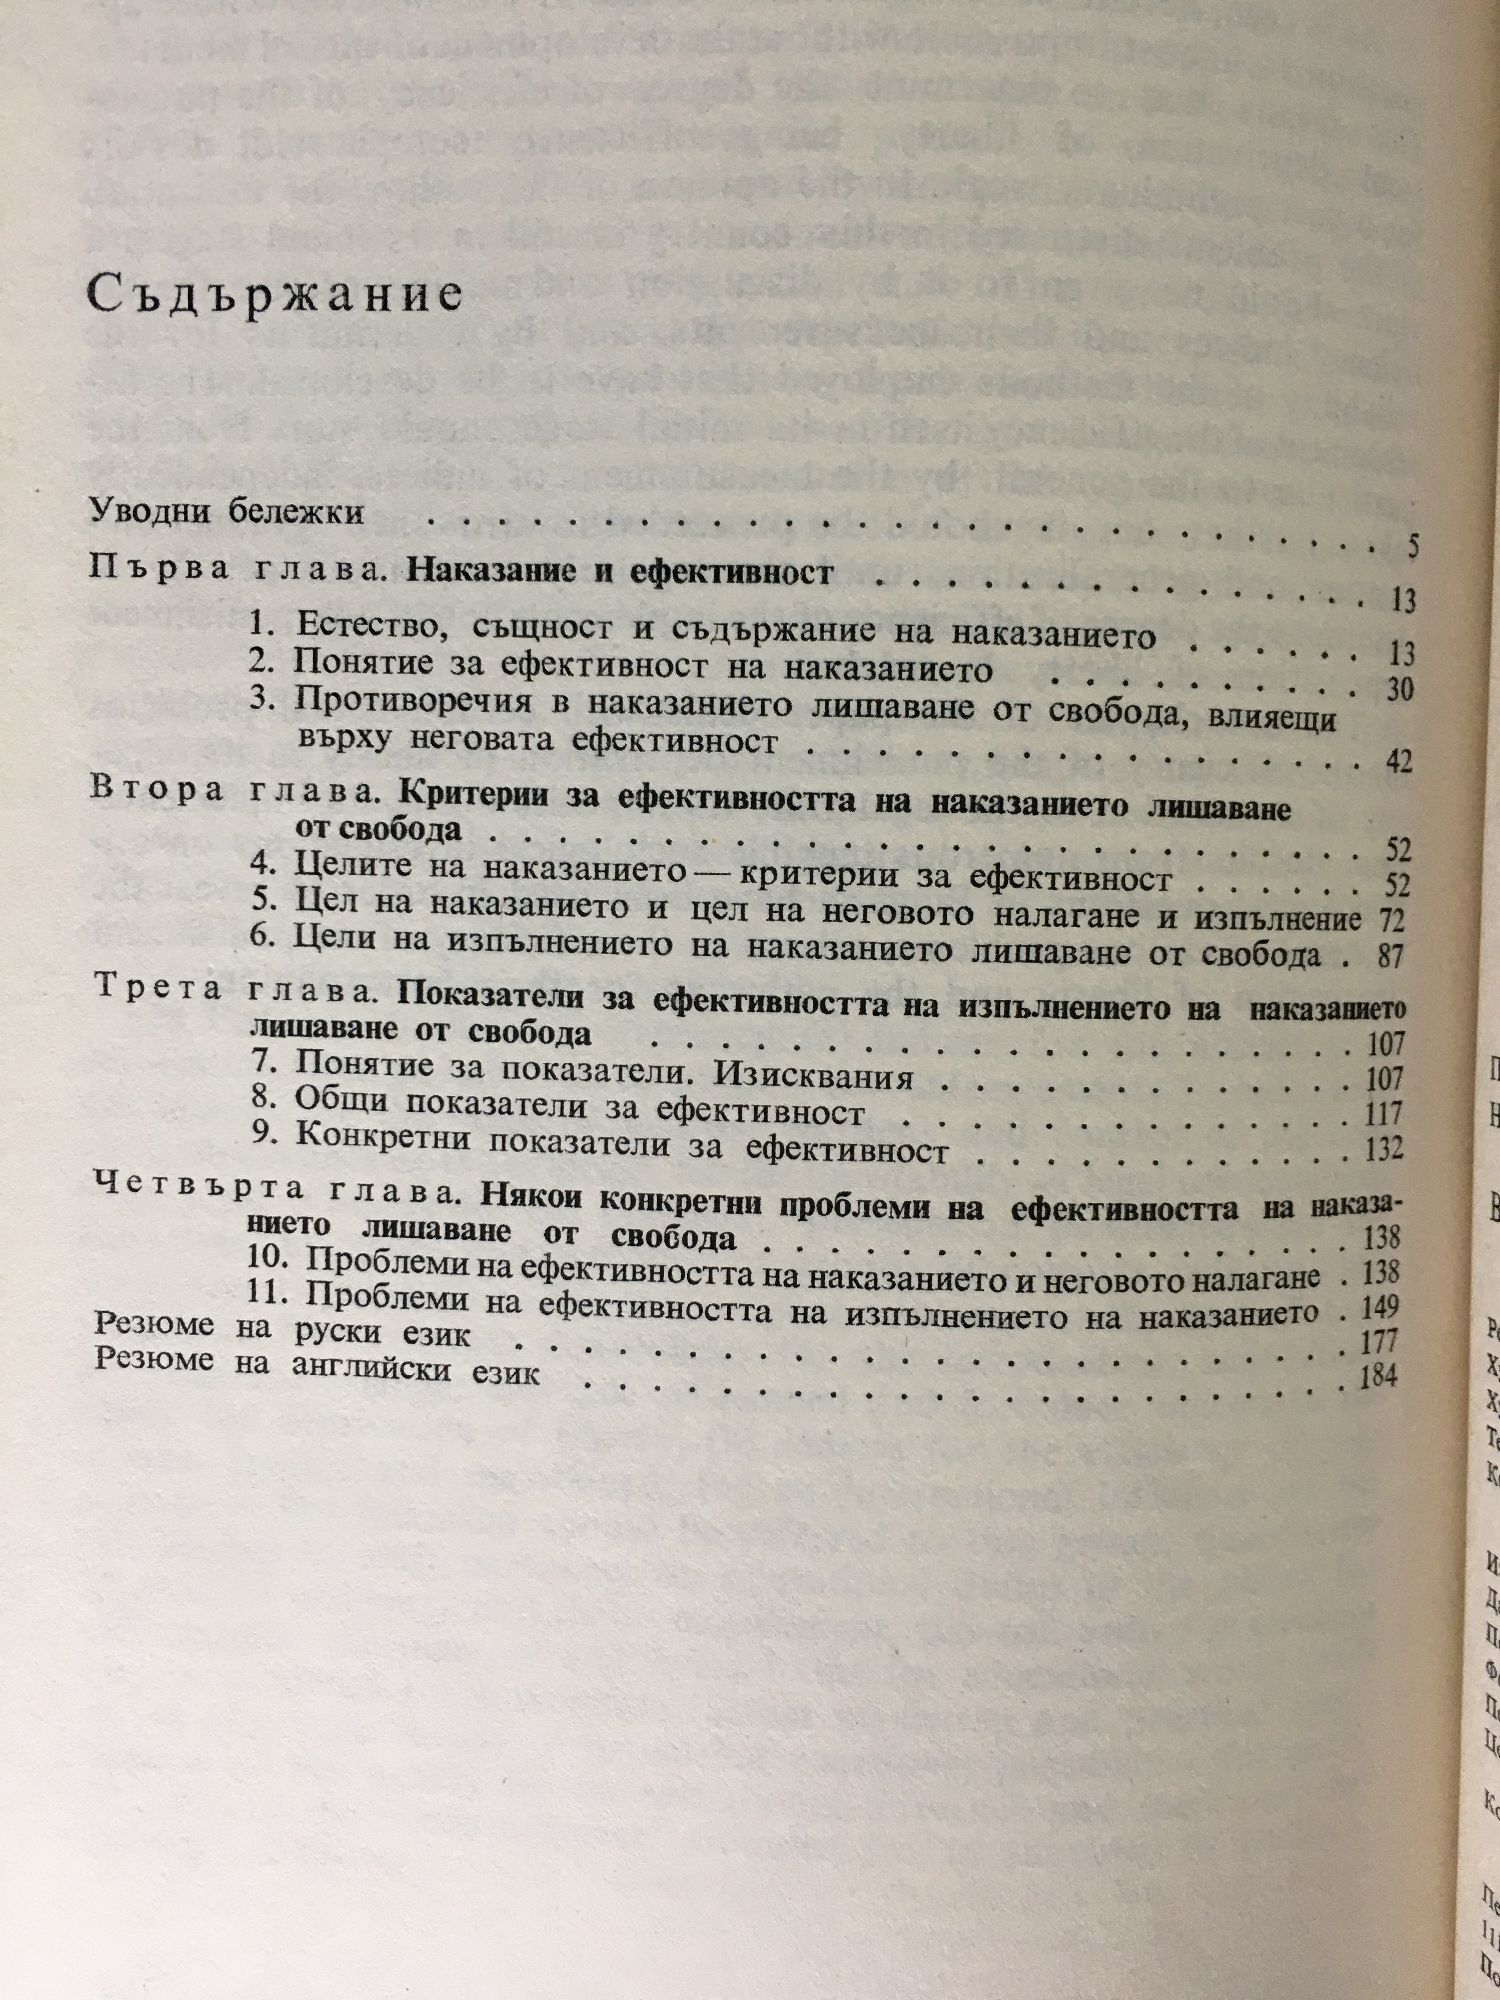 Съдържание
Уводни бележки . . . . . . . . . . . . . . . . . . . . . . . . . . . 5
Първа глава. Наказание и ефективност . . . . . . . . . . . . . . 13
1. Естество, същност и съдържание на наказанието . . . . . . 13
2. Понятие за ефективност на наказанието . . . . . . . . . 30
3. Противоречия в наказанието лишаване от свобода, влияещи
върху неговата ефективност . . . . . . . . . . . . . . . . 42
Втора глава. Критерии за ефективността на наказанието лишаване
от свобода . . . . . . . . . . . . . . . . . . . . . . . . 52
4. Целите на наказанието — критерии за ефективност . . . . . . 52
5. Цел на наказанието и цел на неговото налагане и изпълнение 72
6. Цели на изпълнението на наказанието лишаване от свобода . 87
Трета глава. Показатели за ефективността на изпълнението на наказанието
лишаване от свобода . . . . . . . . . . . . . . . . . . . . 107
7. Понятие за показатели. Изисквания . . . . . . . . . . . . 107
8. Общи показатели за ефективност . . . . . . . . . . . . . 117
9. Конкретни показатели за ефективност . . . . . . . . . . . 132
Четвърта глава. Някои конкретни проблеми на ефективността на наказа-
нието лишаване от свобода . . . . . . . . . . . . . . . . . 138
10. Проблеми на ефективността на наказанието и неговото налагане . 138
11. Проблеми на ефективността на изпълнението на наказанието . 149
Резюме на руски език . . . . . . . . . . . . . . . . . . . . . . . . 177
Резюме на английски език . . . . . . . . . . . . . . . . . . . . . . 184